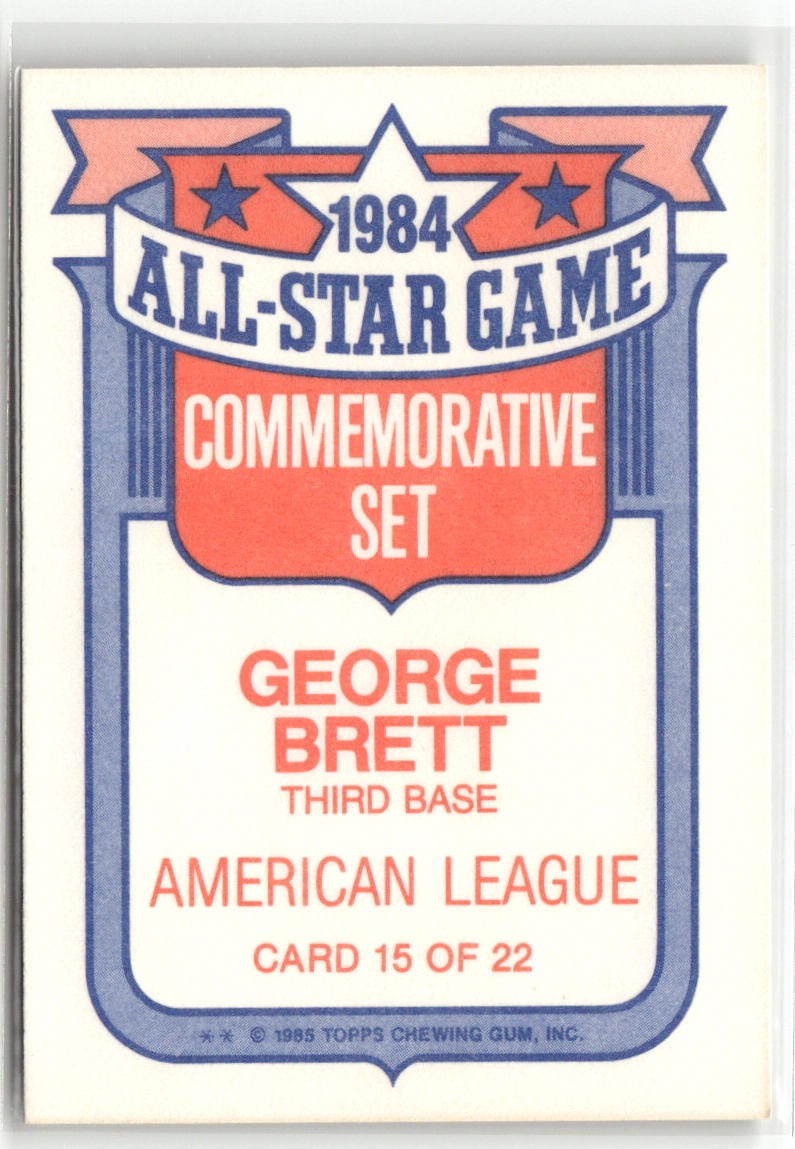 1984
ALL-STAR GAME
COMMEMORATIVE
SET
GEORGE
BRETT
THIRD BASE
AMERICAN LEAGUE
CARD 15 OF 22
** © 1985 TOPPS CHEWING GUM, INC.